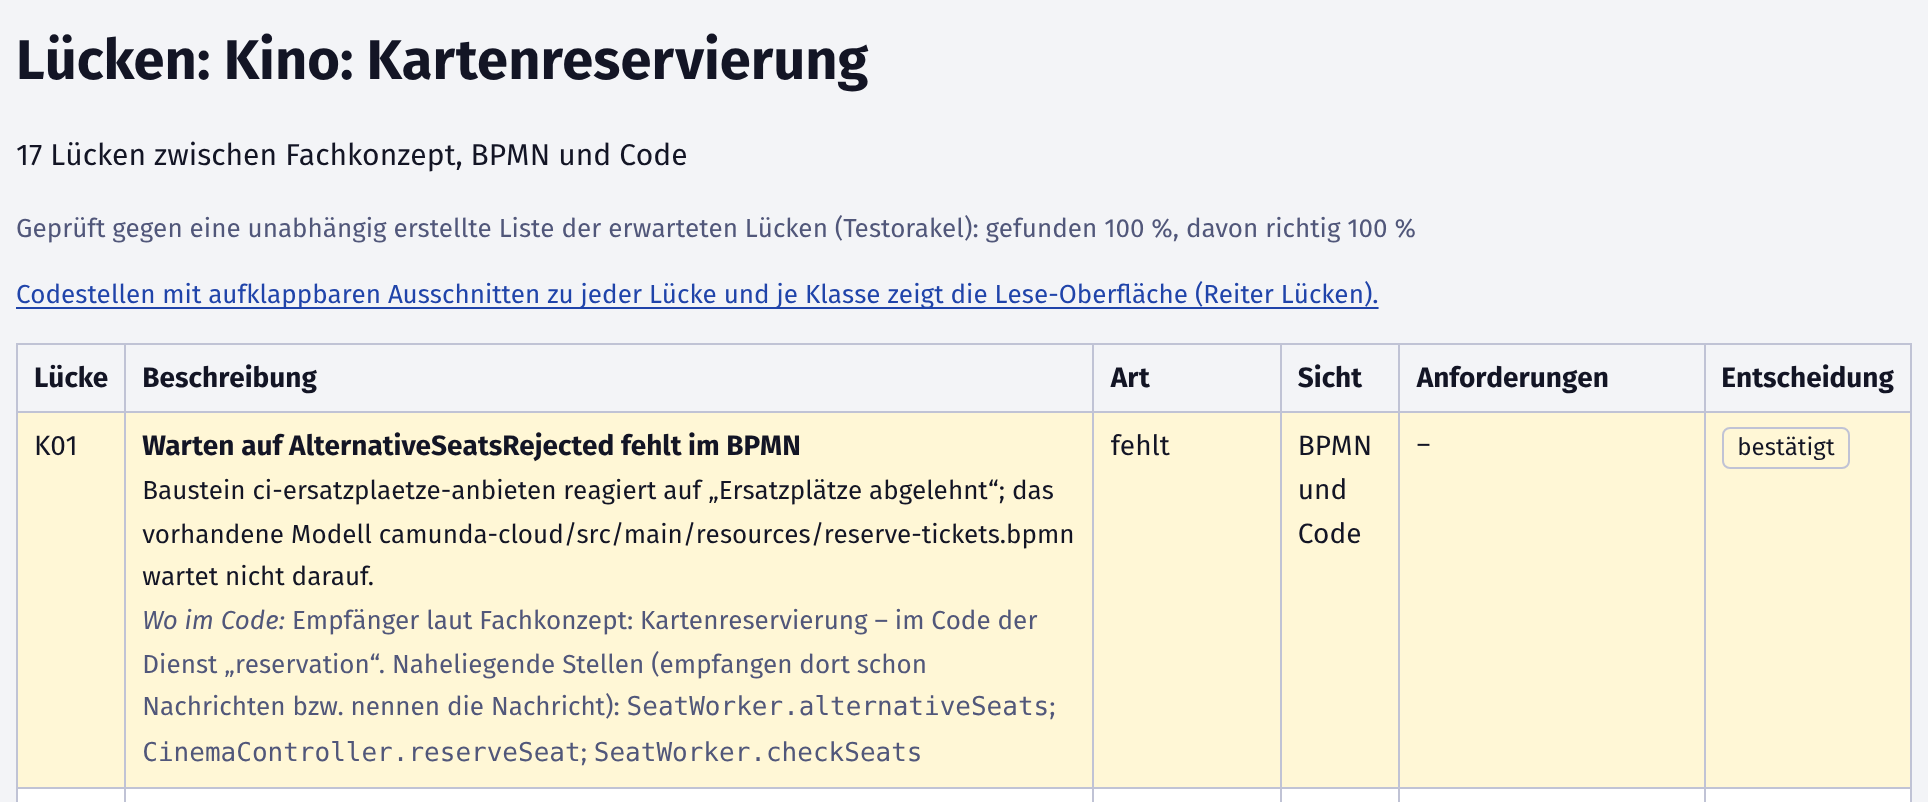 Lücken: Kino: Kartenreservierung
17 Lücken zwischen Fachkonzept, BPMN und Code
Geprüft gegen eine unabhängig erstellte Liste der erwarteten Lücken (Testorakel): gefunden 100 %, davon richtig 100 %
Codestellen mit aufklappbaren Ausschnitten zu jeder Lücke und je Klasse zeigt die Lese-Oberfläche (Reiter Lücken).
Lücke Beschreibung Art Sicht Anforderungen Entscheidung
K01
Warten auf AlternativeSeatsRejected fehlt im BPMN
Baustein ci-ersatzplaetze-anbieten reagiert auf „Ersatzplätze abgelehnt“; das
vorhandene Modell camunda-cloud/src/main/resources/reserve-tickets.bpmn
wartet nicht darauf.
Wo im Code: Empfänger laut Fachkonzept: Kartenreservierung – im Code der
Dienst „reservation“. Naheliegende Stellen (empfangen dort schon
Nachrichten bzw. nennen die Nachricht): SeatWorker.alternativeSeats;
CinemaController.reserveSeat; SeatWorker.checkSeats
fehlt
BPMN
und
Code
–
bestätigt